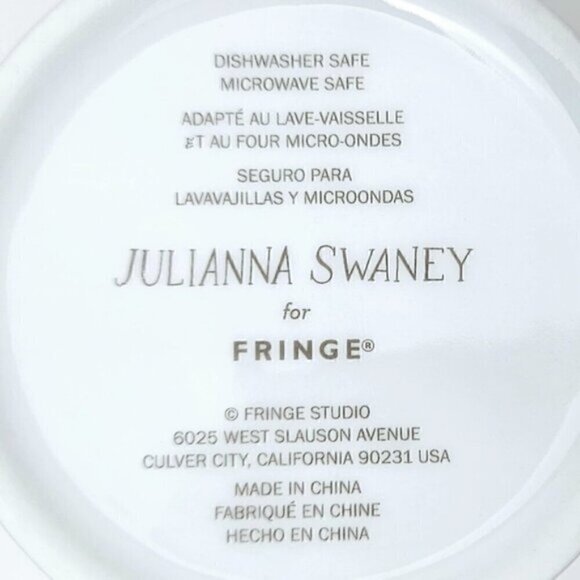 DISHWASHER SAFE
MICROWAVE SAFE
ADAPTÉ AU LAVE-VAISSELLE
ET AU FOUR MICRO-ONDES
SEGURO PARA
LAVAVAJILLAS Y MICROONDAS
JULIANNA SWANEY
for
FRINGE®
© FRINGE STUDIO
6025 WEST SLAUSON AVENUE
CULVER CITY, CALIFORNIA 90231 USA
MADE IN CHINA
FABRIQUÉ EN CHINE
HECHO EN CHINA